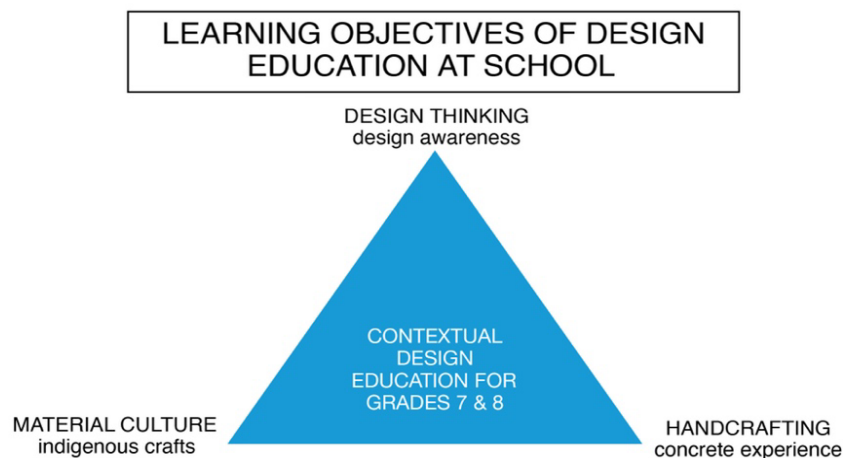 LEARNING OBJECTIVES OF DESIGN
EDUCATION AT SCHOOL
DESIGN THINKING
design awareness
CONTEXTUAL
DESIGN
EDUCATION FOR
GRADES 7 & 8
MATERIAL CULTURE
indigenous crafts
HANDCRAFTING
concrete experience